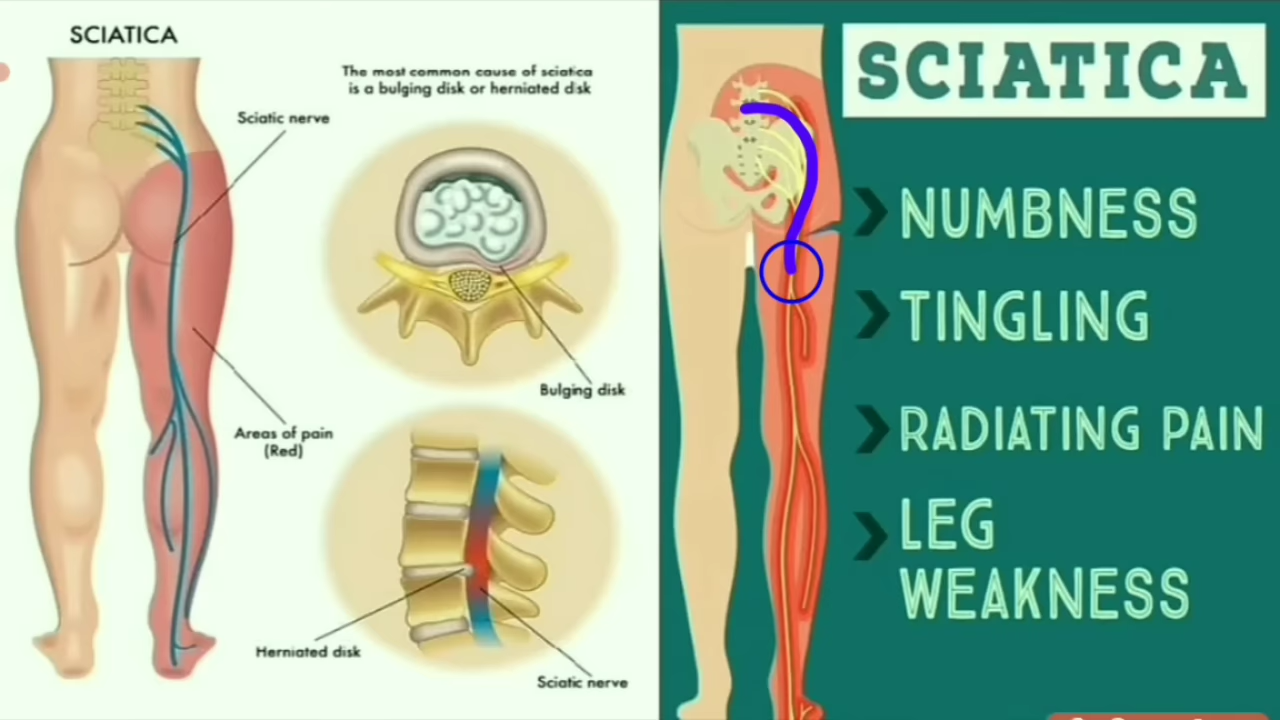 SCIATICA
The most common cause of sciatica
is a bulging disk or herniated disk
Sciatic nerve
Bulging disk
Areas of pain
(Red)
Herniated disk
Sciatic nerve
SCIATICA
NUMBNESS
TINGLING
RADIATING PAIN
LEG
WEAKNESS